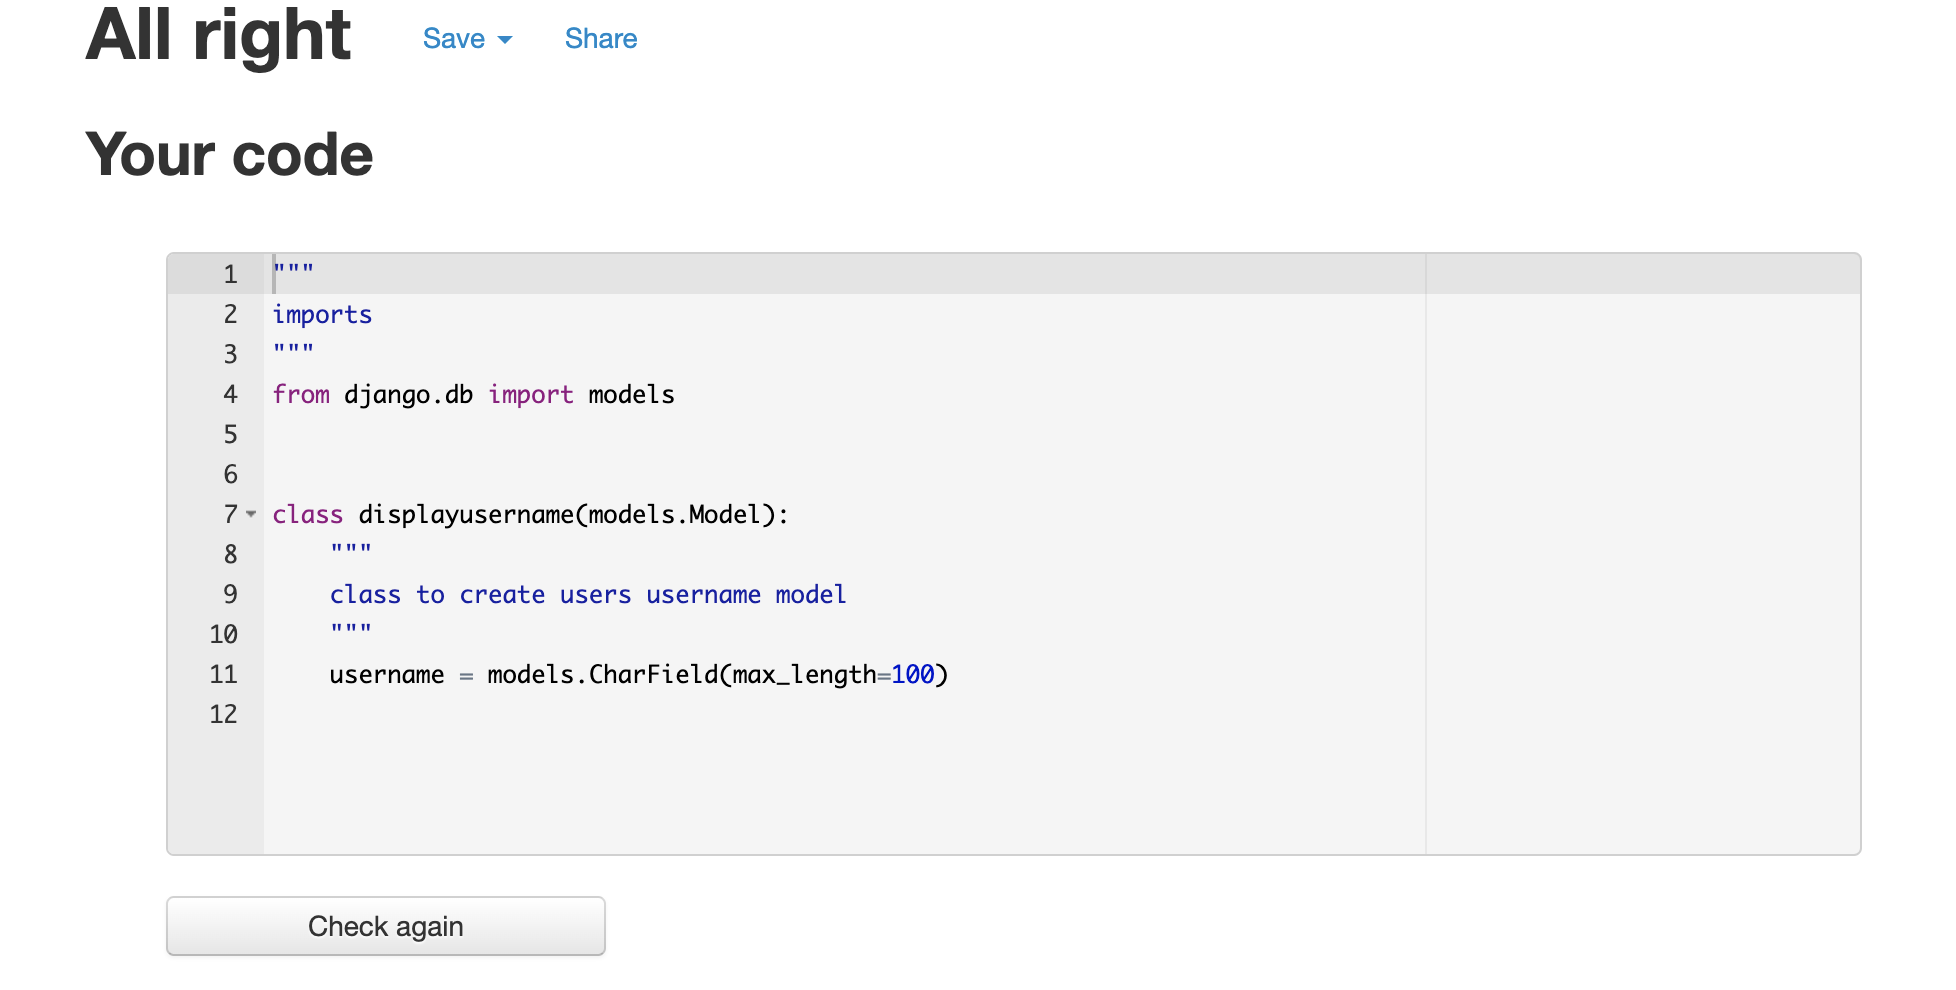 All right Save Share
Your code
1 """
2 imports
3 """
4 from django.db import models
5
6
7 class displayusername(models.Model):
8     """
9     class to create users username model
10     """
11     username = models.CharField(max_length=100)
12
Check again